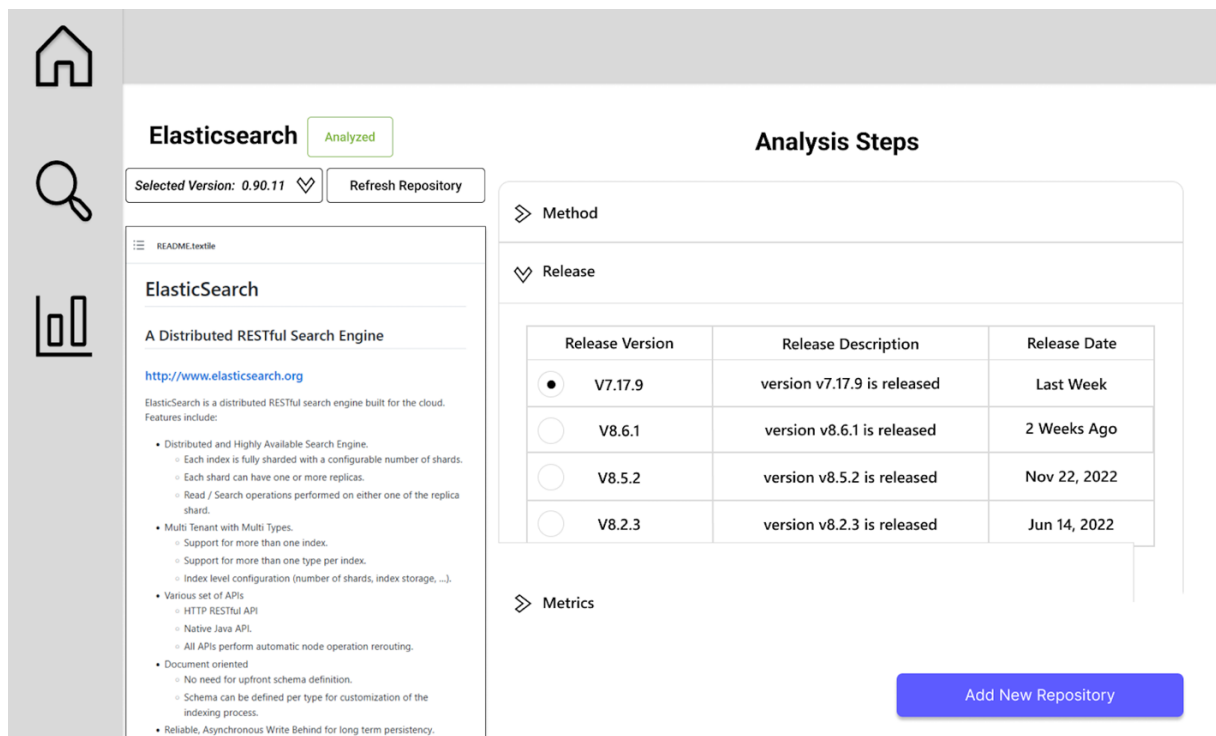 Elasticsearch
Analyzed
Selected Version: 0.90.11
Refresh Repository
README.textile
ElasticSearch
A Distributed RESTful Search Engine
http://www.elasticsearch.org
ElasticSearch is a distributed RESTful search engine built for the cloud.
Features include:
• Distributed and Highly Available Search Engine.
◦ Each index is fully sharded with a configurable number of shards.
◦ Each shard can have one or more replicas.
◦ Read / Search operations performed on either one of the replica
shard.
• Multi Tenant with Multi Types.
◦ Support for more than one index.
◦ Support for more than one type per index.
◦ Index level configuration (number of shards, index storage, ...).
• Various set of APIs
◦ HTTP RESTful API
◦ Native Java API.
◦ All APIs perform automatic node operation rerouting.
• Document oriented
◦ No need for upfront schema definition.
◦ Schema can be defined per type for customization of the
indexing process.
• Reliable, Asynchronous Write Behind for long term persistency.
Analysis Steps
Method
Release
Release Version Release Description Release Date
V7.17.9 version v7.17.9 is released Last Week
V8.6.1 version v8.6.1 is released 2 Weeks Ago
V8.5.2 version v8.5.2 is released Nov 22, 2022
V8.2.3 version v8.2.3 is released Jun 14, 2022
Metrics
Add New Repository